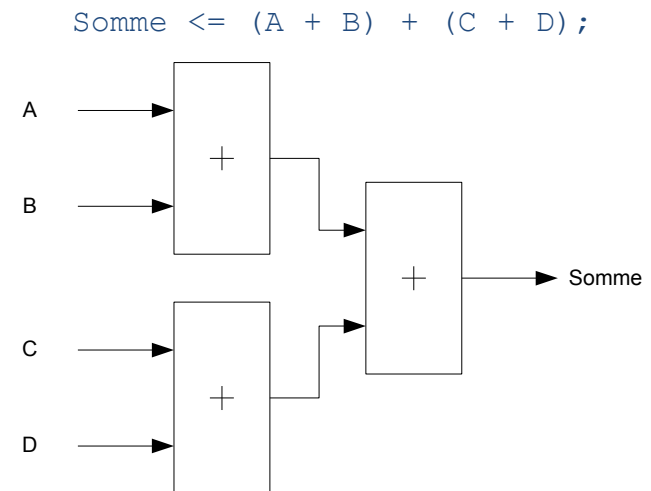 Somme <= (A + B) + (C + D);
A
+
B
+
Somme
C
+
D